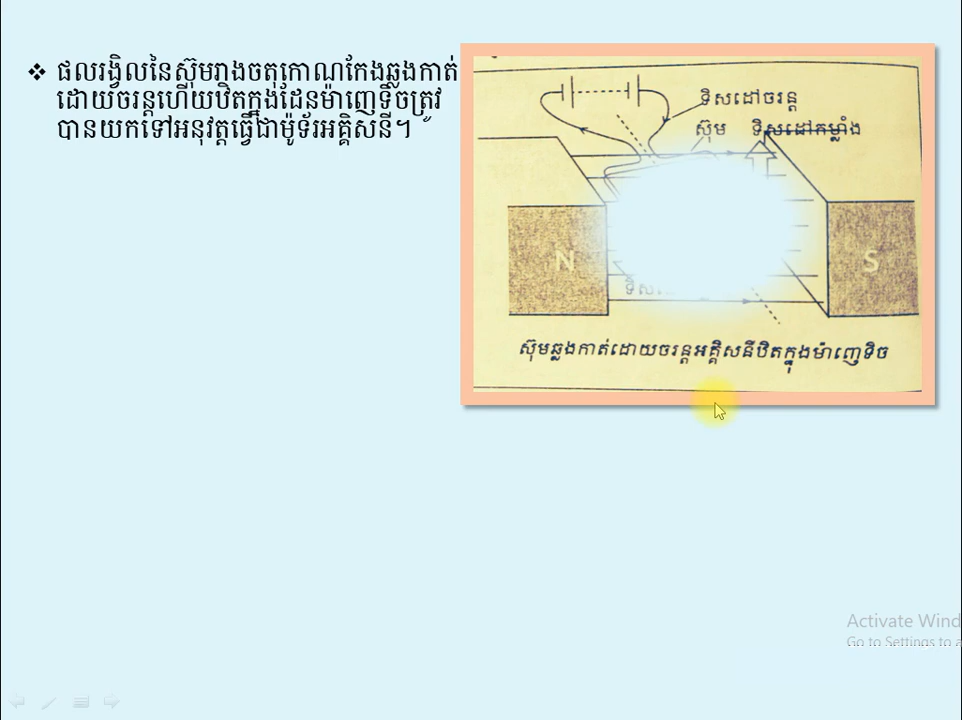 ❖ ផលរង្វិលនៃស៊ុមរាងចតុកោណកែងឆ្លងកាត់
ដោយចរន្តហើយឋិតក្នុងដែនម៉ាញេទិចត្រូវ
បានយកទៅអនុវត្តធ្វើជាម៉ូទ័រអគ្គិសនី។
ទិសដៅចរន្ត
ស៊ុម ទិសដៅកម្លាំង
N S
ស៊ុមឆ្លងកាត់ដោយចរន្តអគ្គិសនីឋិតក្នុងម៉ាញេទិច
Activate Wind
Go to Settings to a